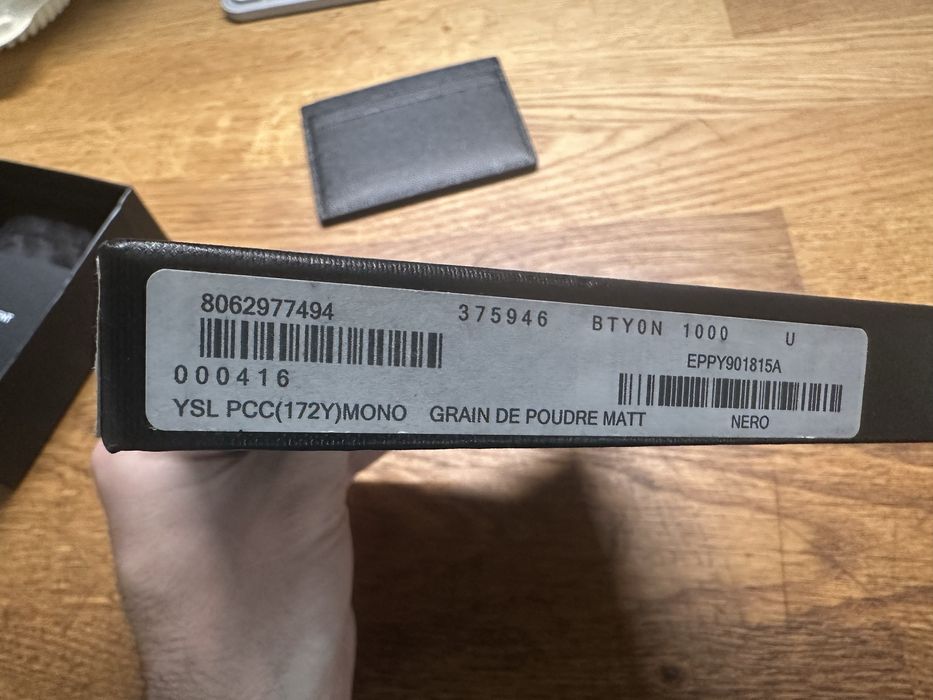 8062977494
375946 BTY0N 1000 U
EPPY901815A
000416
YSL PCC(172Y)MONO GRAIN DE POUDRE MATT
NERO